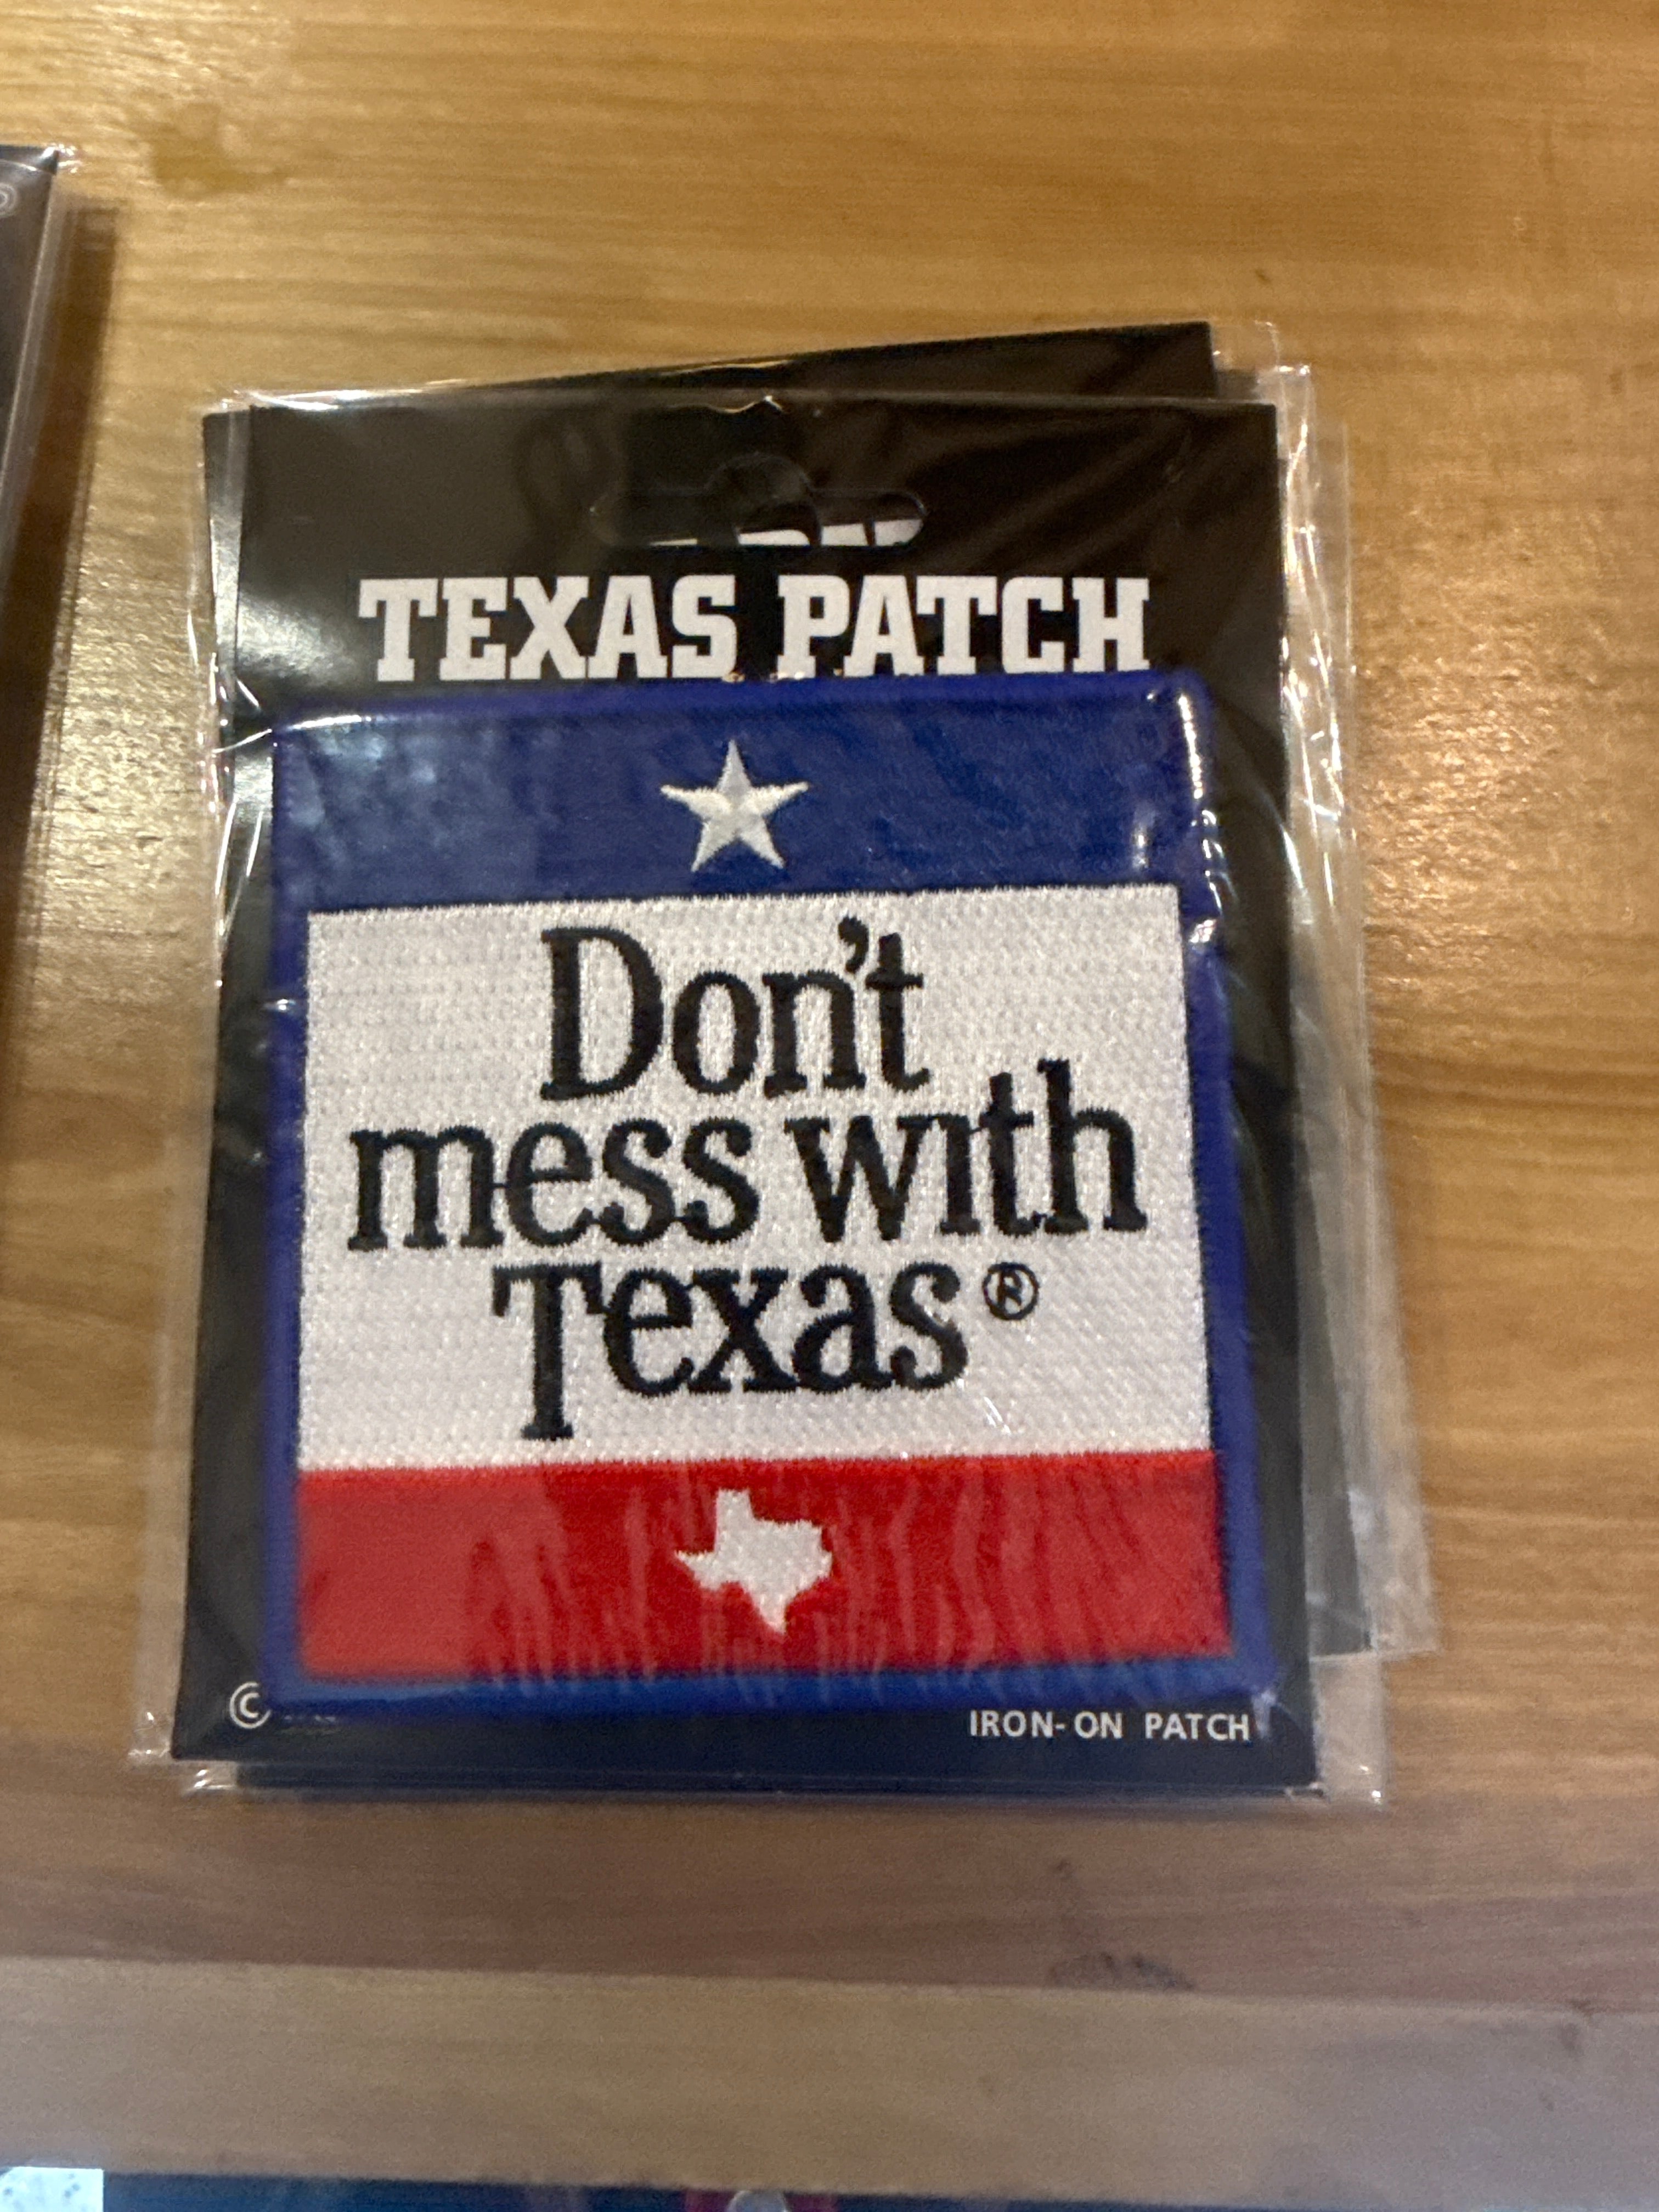 TEXAS PATCH
Don't
mess with
Texas®
©
IRON-ON PATCH